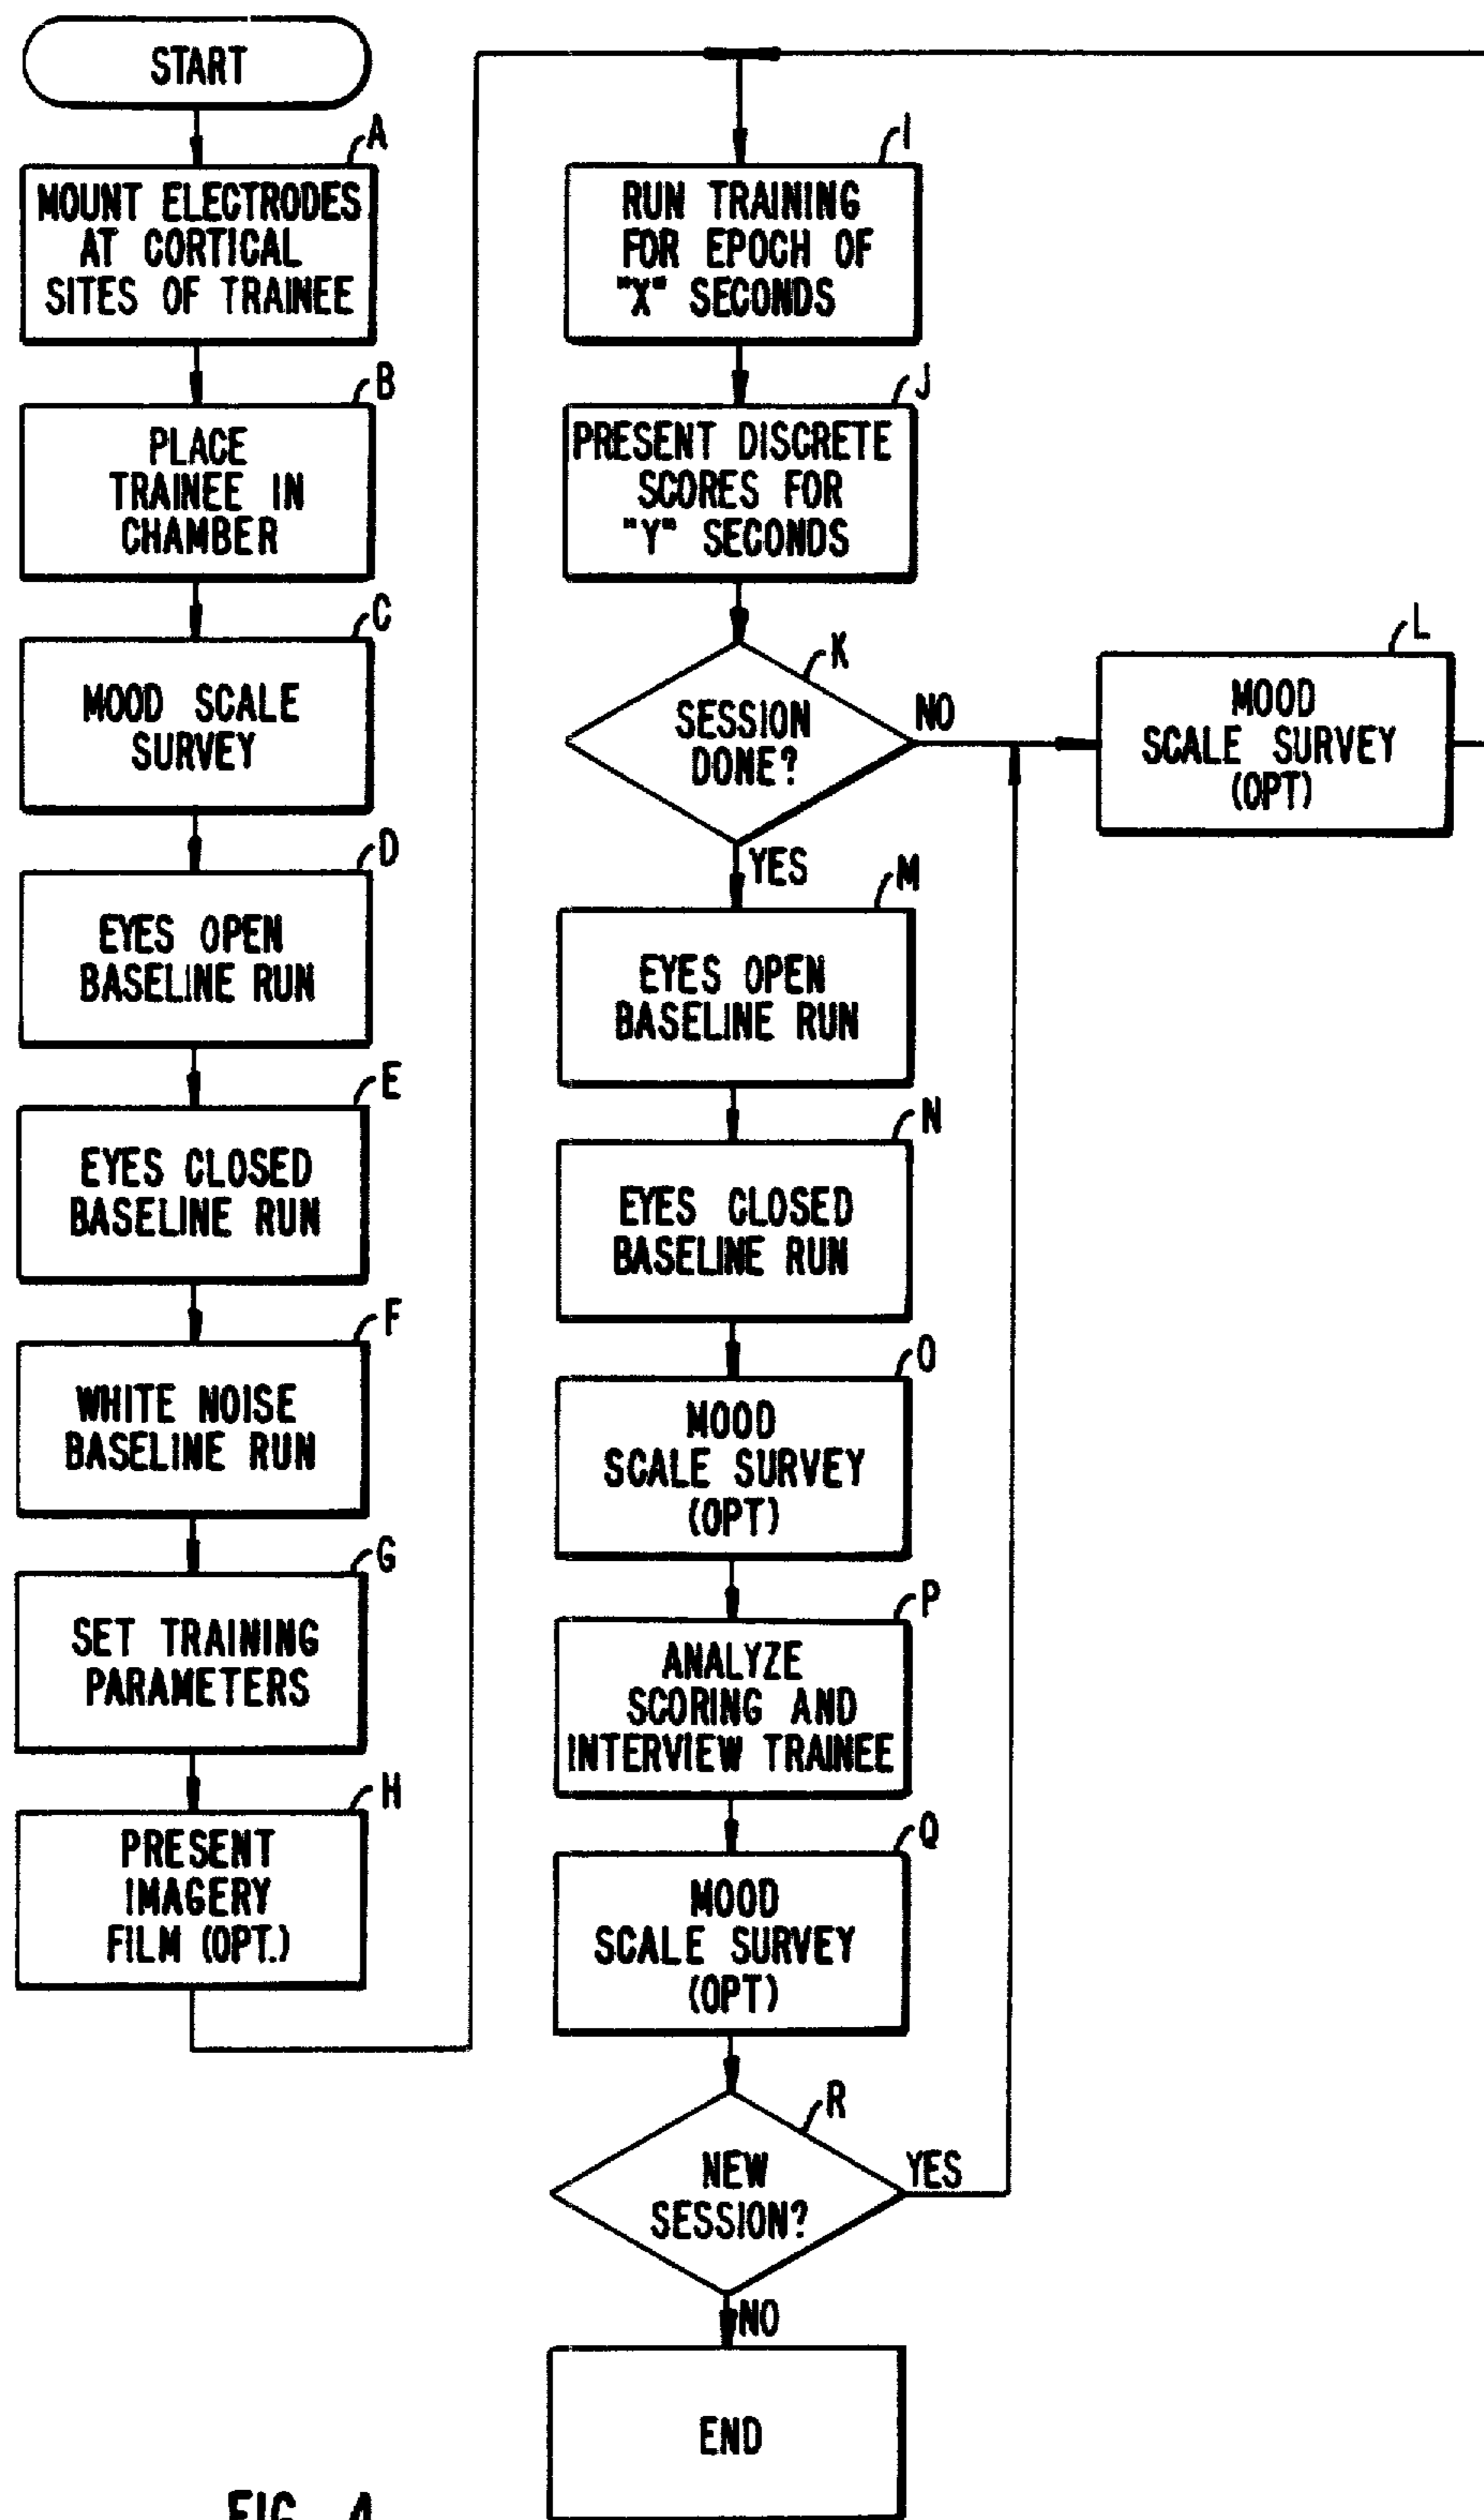 START
A
MOUNT ELECTRODES
AT CORTICAL
SITES OF TRAINEE
B
PLACE
TRAINEE IN
CHAMBER
C
MOOD SCALE
SURVEY
D
EYES OPEN
BASELINE RUN
E
EYES CLOSED
BASELINE RUN
F
WHITE NOISE
BASELINE RUN
G
SET TRAINING
PARAMETERS
H
PRESENT
IMAGERY
FILM (OPT.)
I
RUN TRAINING
FOR EPOCH OF
"X" SECONDS
J
PRESENT DISCRETE
SCORES FOR
"Y" SECONDS
K
SESSION
DONE?
NO
L
MOOD
SCALE SURVEY
(OPT)
YES
M
EYES OPEN
BASELINE RUN
N
EYES CLOSED
BASELINE RUN
O
MOOD
SCALE SURVEY
(OPT)
P
ANALYZE
SCORING AND
INTERVIEW TRAINEE
Q
MOOD
SCALE SURVEY
(OPT)
R
NEW
SESSION?
YES
NO
END
FIG. 4